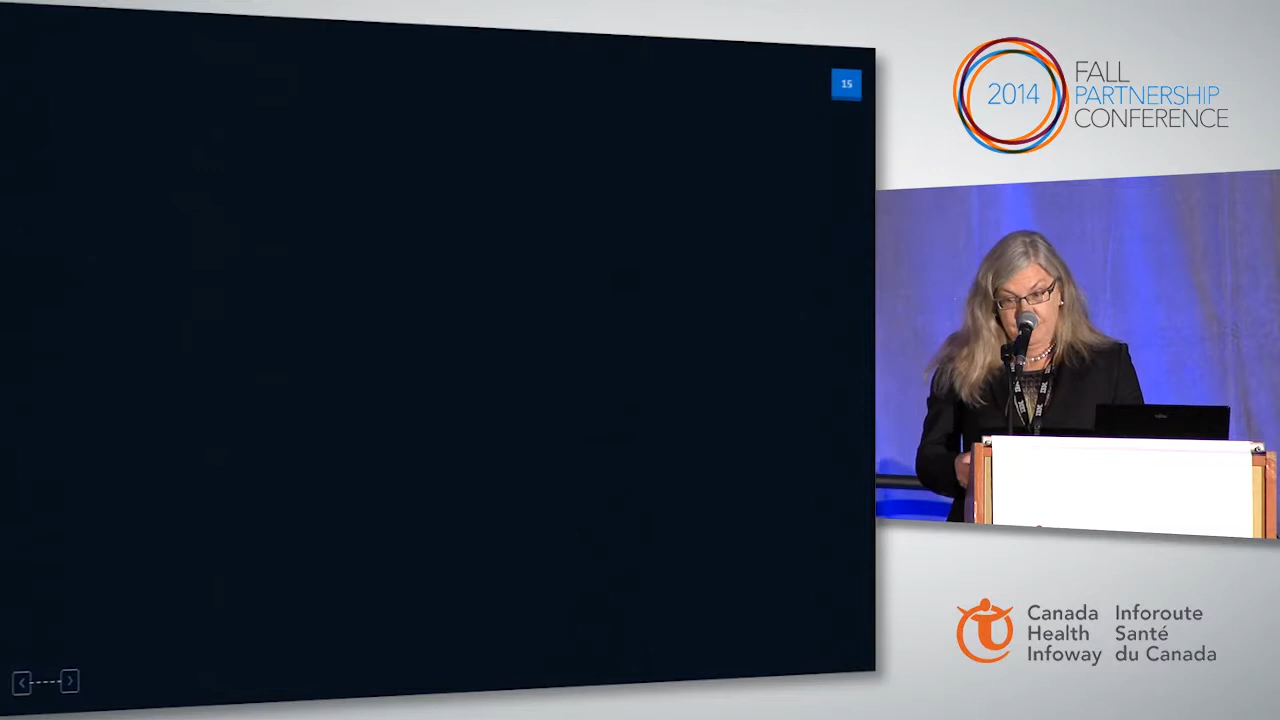 15
2014
FALL
PARTNERSHIP
CONFERENCE
Canada Health Infoway
Inforoute Santé du Canada